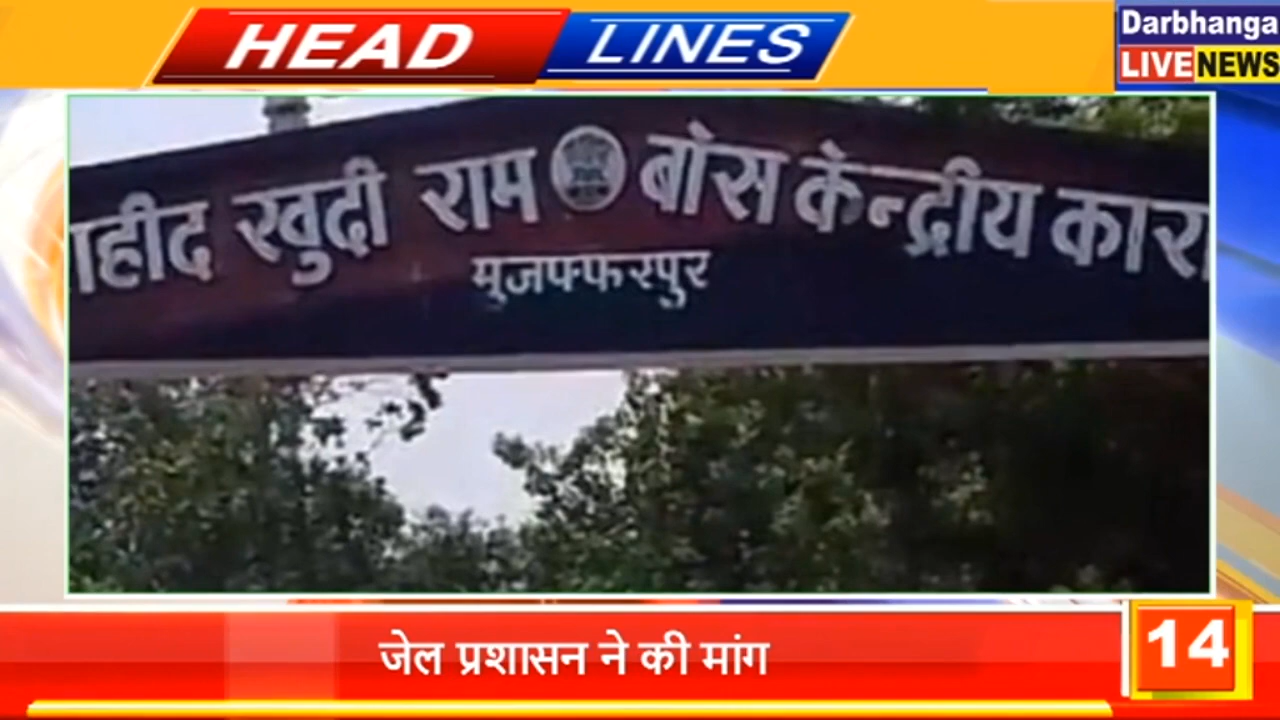 HEAD LINES
Darbhanga
LIVE NEWS
ाहीद खुदी राम बोस केन्द्रीय कारा
मुजफ्फरपुर
जेल प्रशासन ने की मांग
14